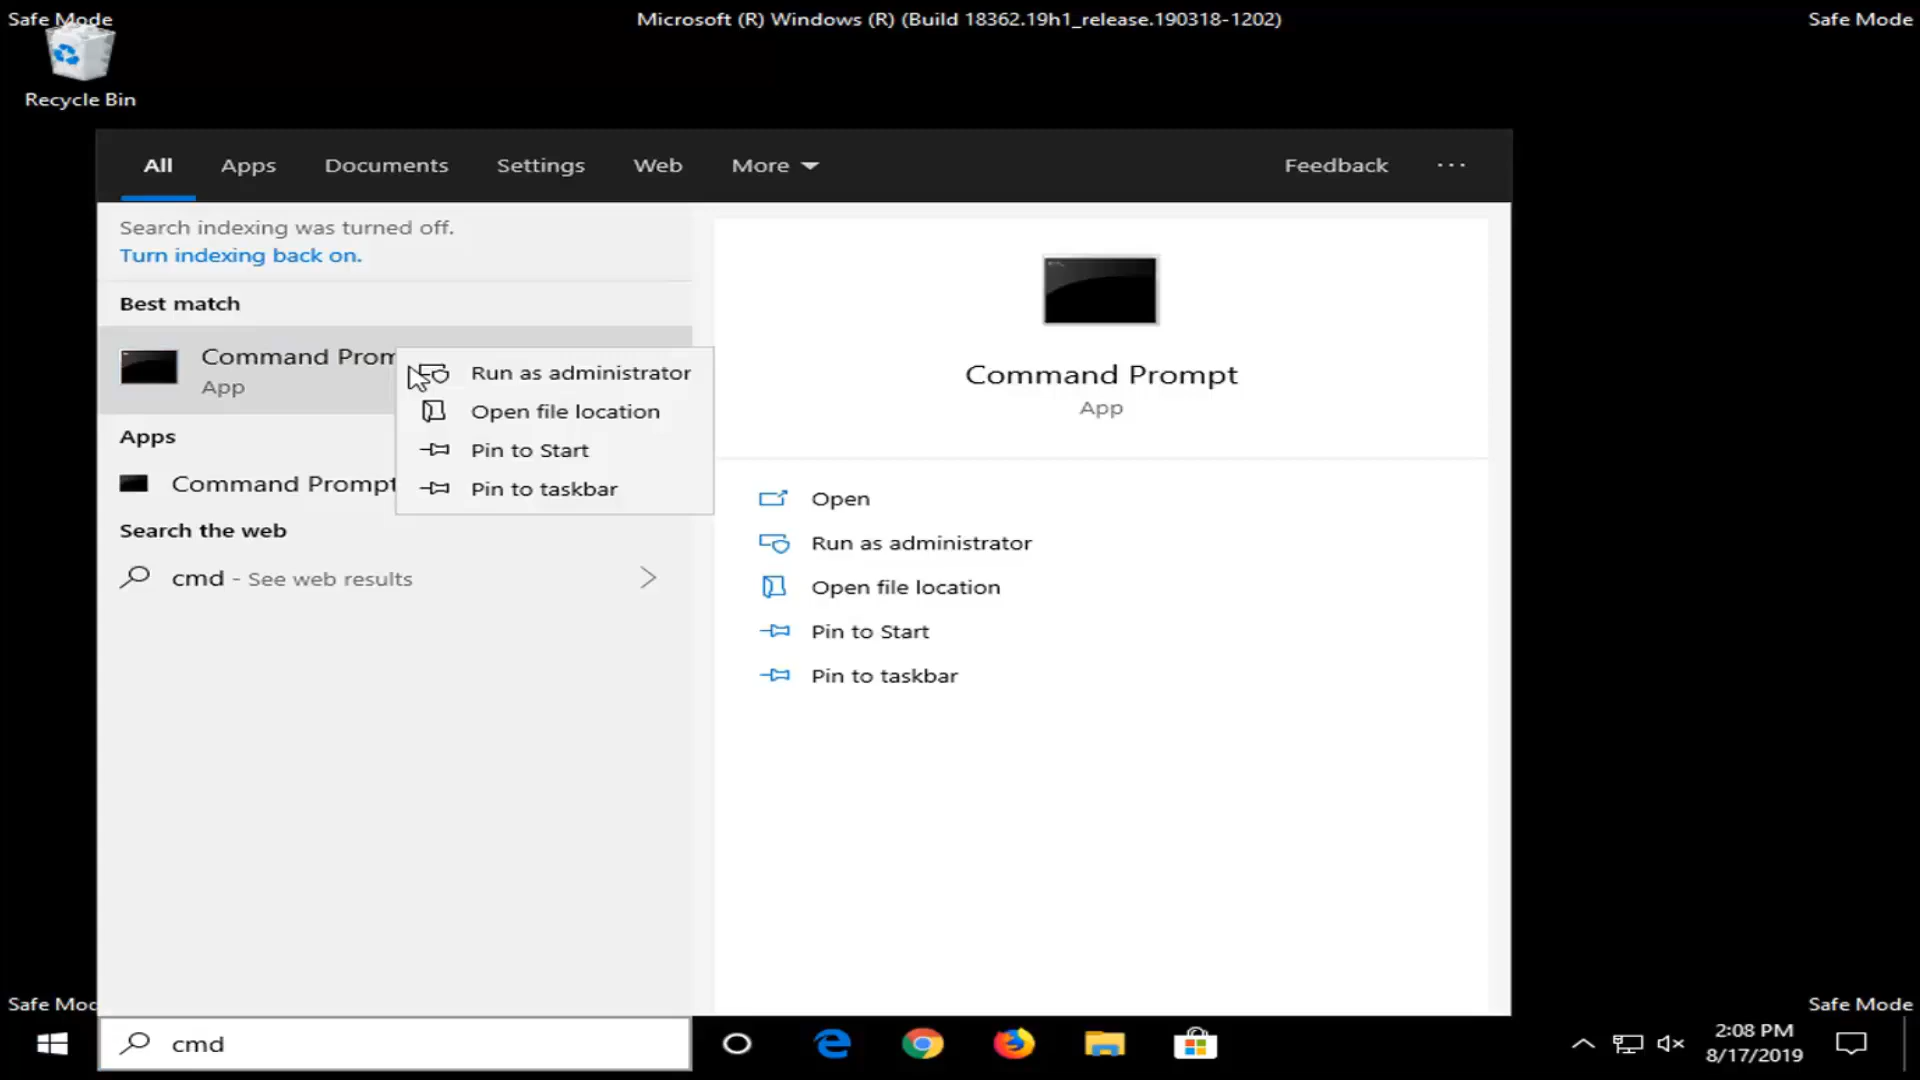 Safe Mode
Microsoft (R) Windows (R) (Build 18362.19h1_release.190318-1202)
Safe Mode
Recycle Bin
All
Apps
Documents
Settings
Web
More
Feedback
Search indexing was turned off.
Turn indexing back on.
Best match
Command Prom
App
Run as administrator
Open file location
Pin to Start
Pin to taskbar
Apps
Command Prompt
Search the web
cmd - See web results
Command Prompt
App
Open
Run as administrator
Open file location
Pin to Start
Pin to taskbar
Safe Mod
Safe Mode
cmd
2:08 PM
8/17/2019